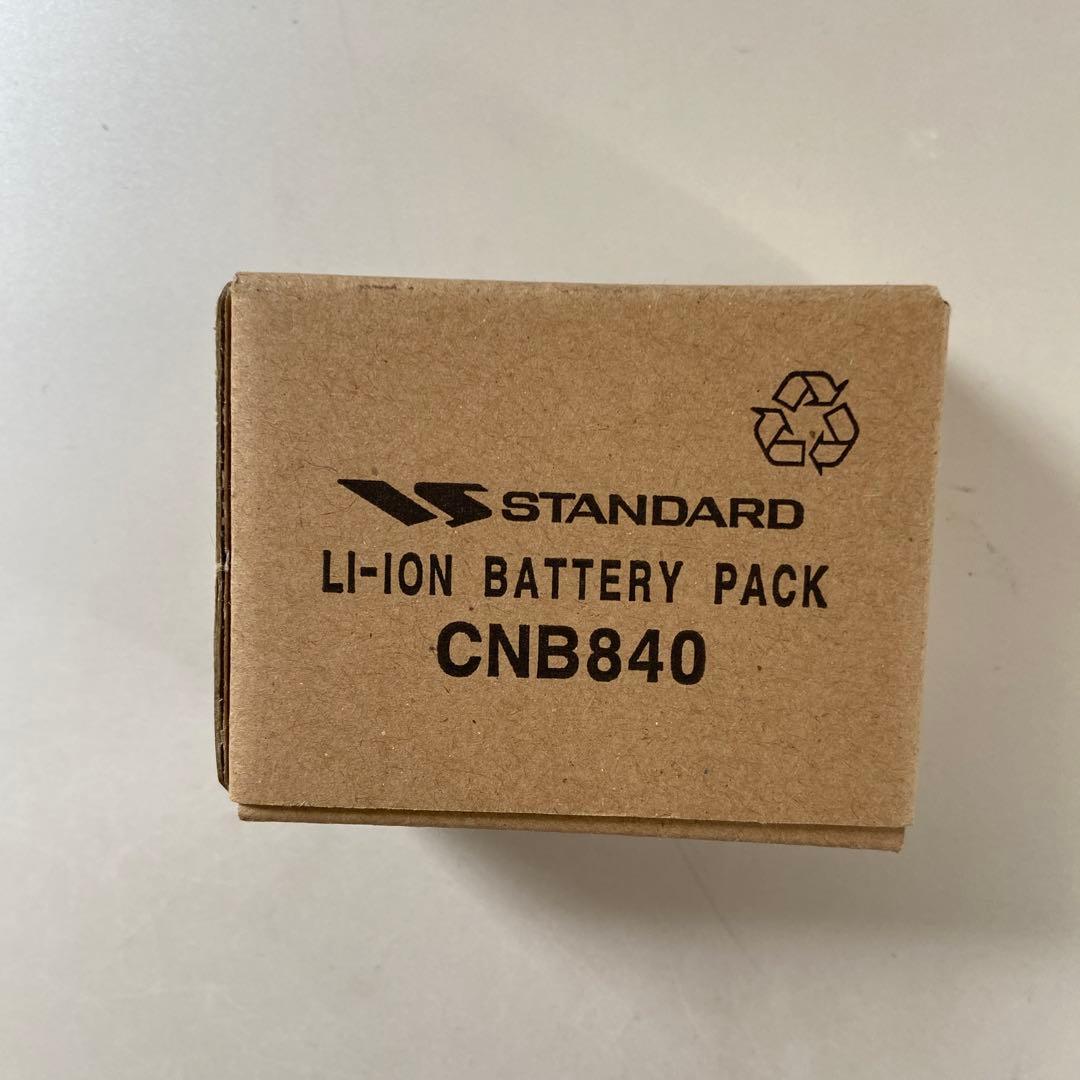 STANDARD
LI-ION BATTERY PACK
CNB840